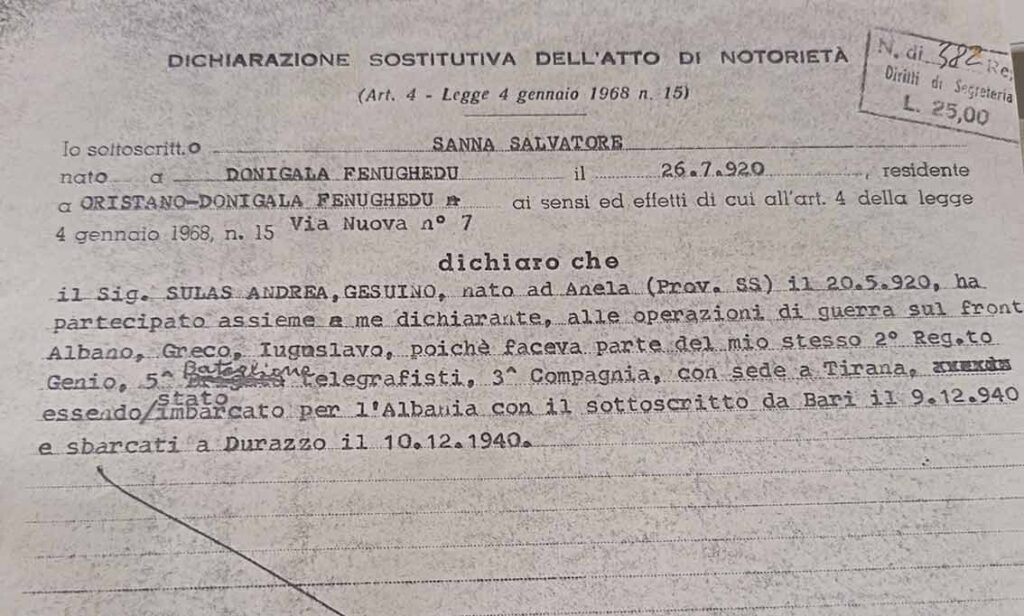 DICHIARAZIONE SOSTITUTIVA DELL'ATTO DI NOTORIETÀ
(Art. 4 - Legge 4 gennaio 1968 n. 15)
N. di 382 Re.
Diritti di Segreteria
L. 25,00
Io sottoscritto SANNA SALVATORE
nato a DONIGALA FENUGHEDU il 26.7.920, residente
a ORISTANO-DONIGALA FENUGHEDU ai sensi ed effetti di cui all'art. 4 della legge
4 gennaio 1968, n. 15 Via Nuova n° 7
dichiaro che
il Sig. SULAS ANDREA,GESUINO, nato ad Anela (Prov. SS) il 20.5.920, ha
partecipato assieme a me dichiarante, alle operazioni di guerra sul front
Albano, Greco, Iugoslavo, poichè faceva parte del mio stesso 2° Reg.to
Genio, 5^ Bataglione telegrafisti, 3^ Compagnia, con sede a Tirana,
essendo/stato imbarcato per l'Albania con il sottoscritto da Bari il 9.12.940
e sbarcati a Durazzo il 10.12.1940.